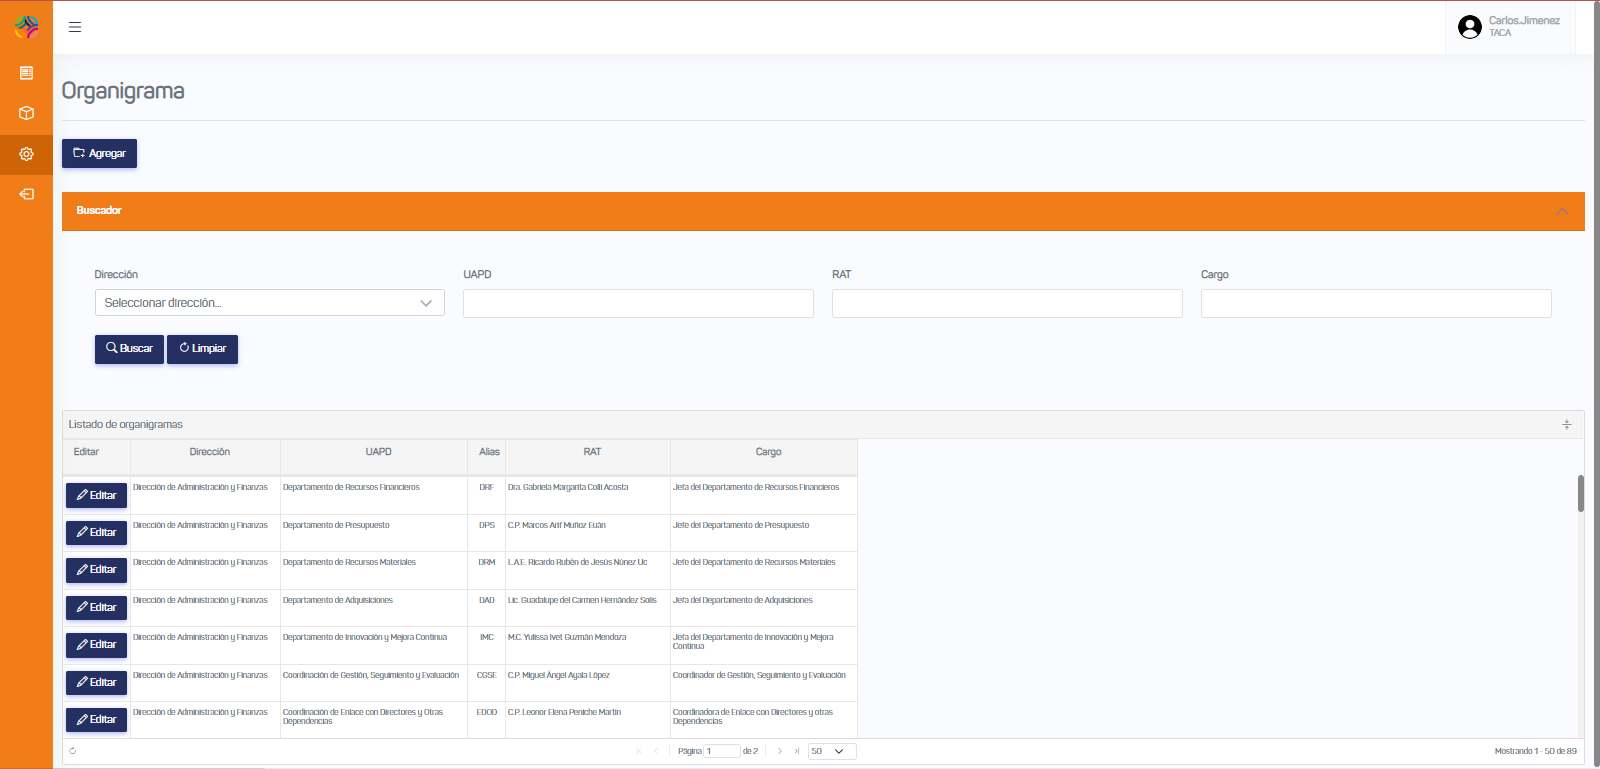 Carlos.Jimenez
TACA
Organigrama
Agregar
Buscador
Dirección UAPD RAT Cargo
Seleccionar dirección...
Buscar Limpiar
Listado de organigramas
Editar Dirección UAPD Alias RAT Cargo
Editar Dirección de Administración y Finanzas Departamento de Recursos Financieros DRF Dra. Gabriela Margarita Collí Acosta Jefa del Departamento de Recursos Financieros
Editar Dirección de Administración y Finanzas Departamento de Presupuesto DPS C.P. Marcos Arif Muñoz Euán Jefe del Departamento de Presupuesto
Editar Dirección de Administración y Finanzas Departamento de Recursos Materiales DRM L.A.E. Ricardo Rubén de Jesús Núnez Uc Jefe del Departamento de Recursos Materiales
Editar Dirección de Administración y Finanzas Departamento de Adquisiciones DAD Lic. Guadalupe del Carmen Hernández Solís Jefa del Departamento de Adquisiciones
Editar Dirección de Administración y Finanzas Departamento de Innovación y Mejora Continua IMC M.C. Yulissa Ivet Guzmán Mendoza Jefa del Departamento de Innovación y Mejora
Continua
Editar Dirección de Administración y Finanzas Coordinación de Gestión, Seguimiento y Evaluación CGSE C.P. Miguel Ángel Ayala López Coordinador de Gestión, Seguimiento y Evaluación
Editar Dirección de Administración y Finanzas Coordinación de Enlace con Directores y Otras EDOD C.P. Leonor Elena Peniche Martín Coordinadora de Enlace con Directores y otras
Dependencias Dependencias
Página 1 de 2 50 Mostrando 1 - 50 de 89